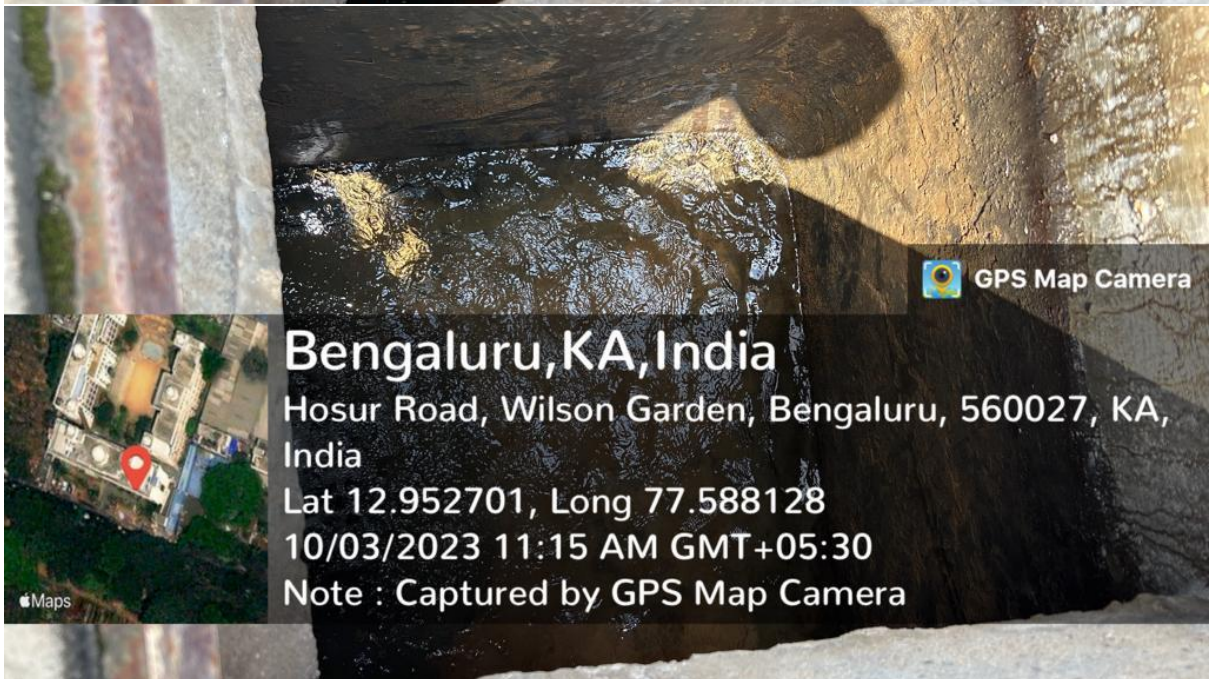 GPS Map Camera
Bengaluru,KA,India
Hosur Road, Wilson Garden, Bengaluru, 560027, KA,
India
Lat 12.952701, Long 77.588128
10/03/2023 11:15 AM GMT+05:30
Note : Captured by GPS Map Camera
Maps